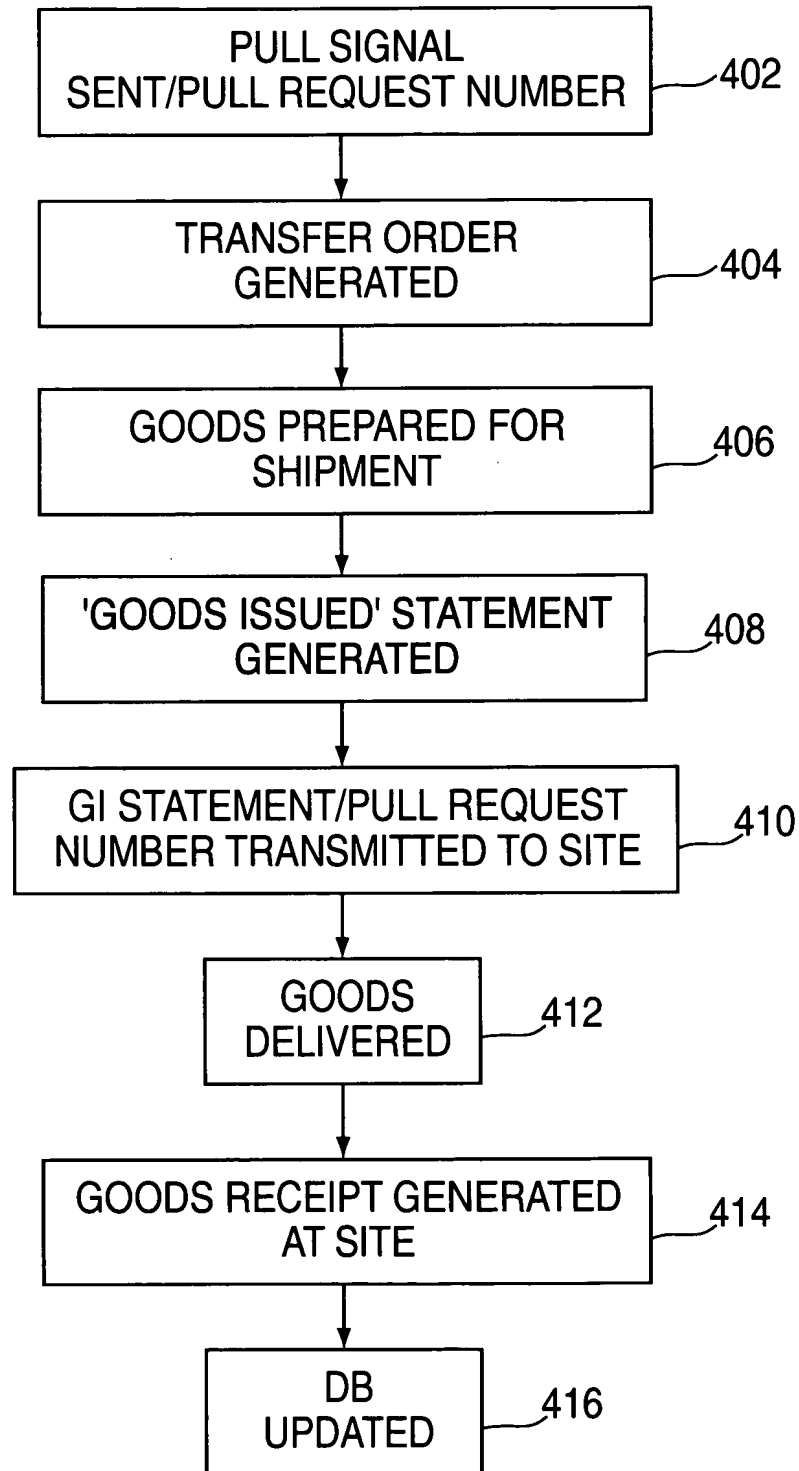 PULL SIGNAL
SENT/PULL REQUEST NUMBER
402
TRANSFER ORDER
GENERATED
404
GOODS PREPARED FOR
SHIPMENT
406
'GOODS ISSUED' STATEMENT
GENERATED
408
GI STATEMENT/PULL REQUEST
NUMBER TRANSMITTED TO SITE
410
GOODS
DELIVERED
412
GOODS RECEIPT GENERATED
AT SITE
414
DB
UPDATED
416